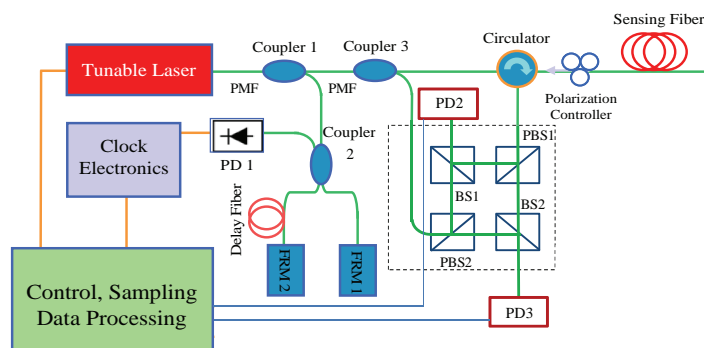 Sensing Fiber
Coupler 1
Coupler 3
Circulator
Tunable Laser
PMF
PMF
PD2
Polarization
Controller
Clock
Electronics
PD 1
Coupler
2
PBS1
BS1
BS2
Delay Fiber
PBS2
FRM 2
FRM 1
Control, Sampling
Data Processing
PD3